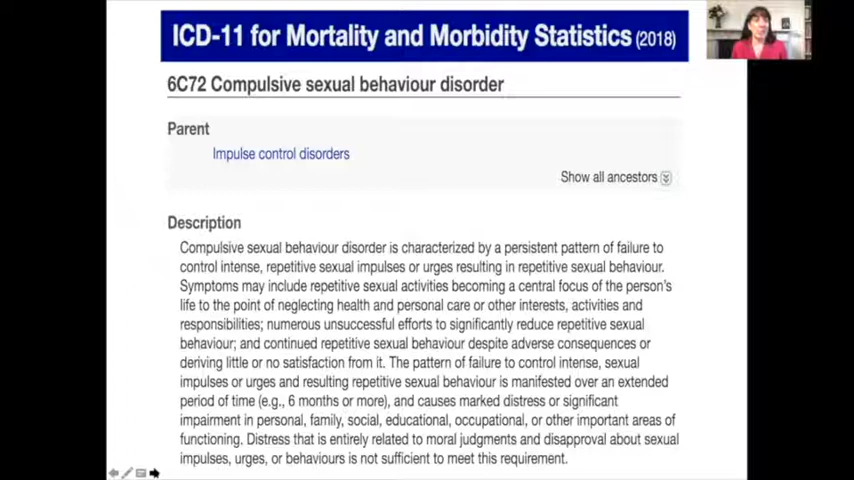 ICD-11 for Mortality and Morbidity Statistics (2018)
6C72 Compulsive sexual behaviour disorder
Parent
Impulse control disorders
Show all ancestors
Description
Compulsive sexual behaviour disorder is characterized by a persistent pattern of failure to
control intense, repetitive sexual impulses or urges resulting in repetitive sexual behaviour.
Symptoms may include repetitive sexual activities becoming a central focus of the person's
life to the point of neglecting health and personal care or other interests, activities and
responsibilities; numerous unsuccessful efforts to significantly reduce repetitive sexual
behaviour; and continued repetitive sexual behaviour despite adverse consequences or
deriving little or no satisfaction from it. The pattern of failure to control intense, sexual
impulses or urges and resulting repetitive sexual behaviour is manifested over an extended
period of time (e.g., 6 months or more), and causes marked distress or significant
impairment in personal, family, social, educational, occupational, or other important areas of
functioning. Distress that is entirely related to moral judgments and disapproval about sexual
impulses, urges, or behaviours is not sufficient to meet this requirement.